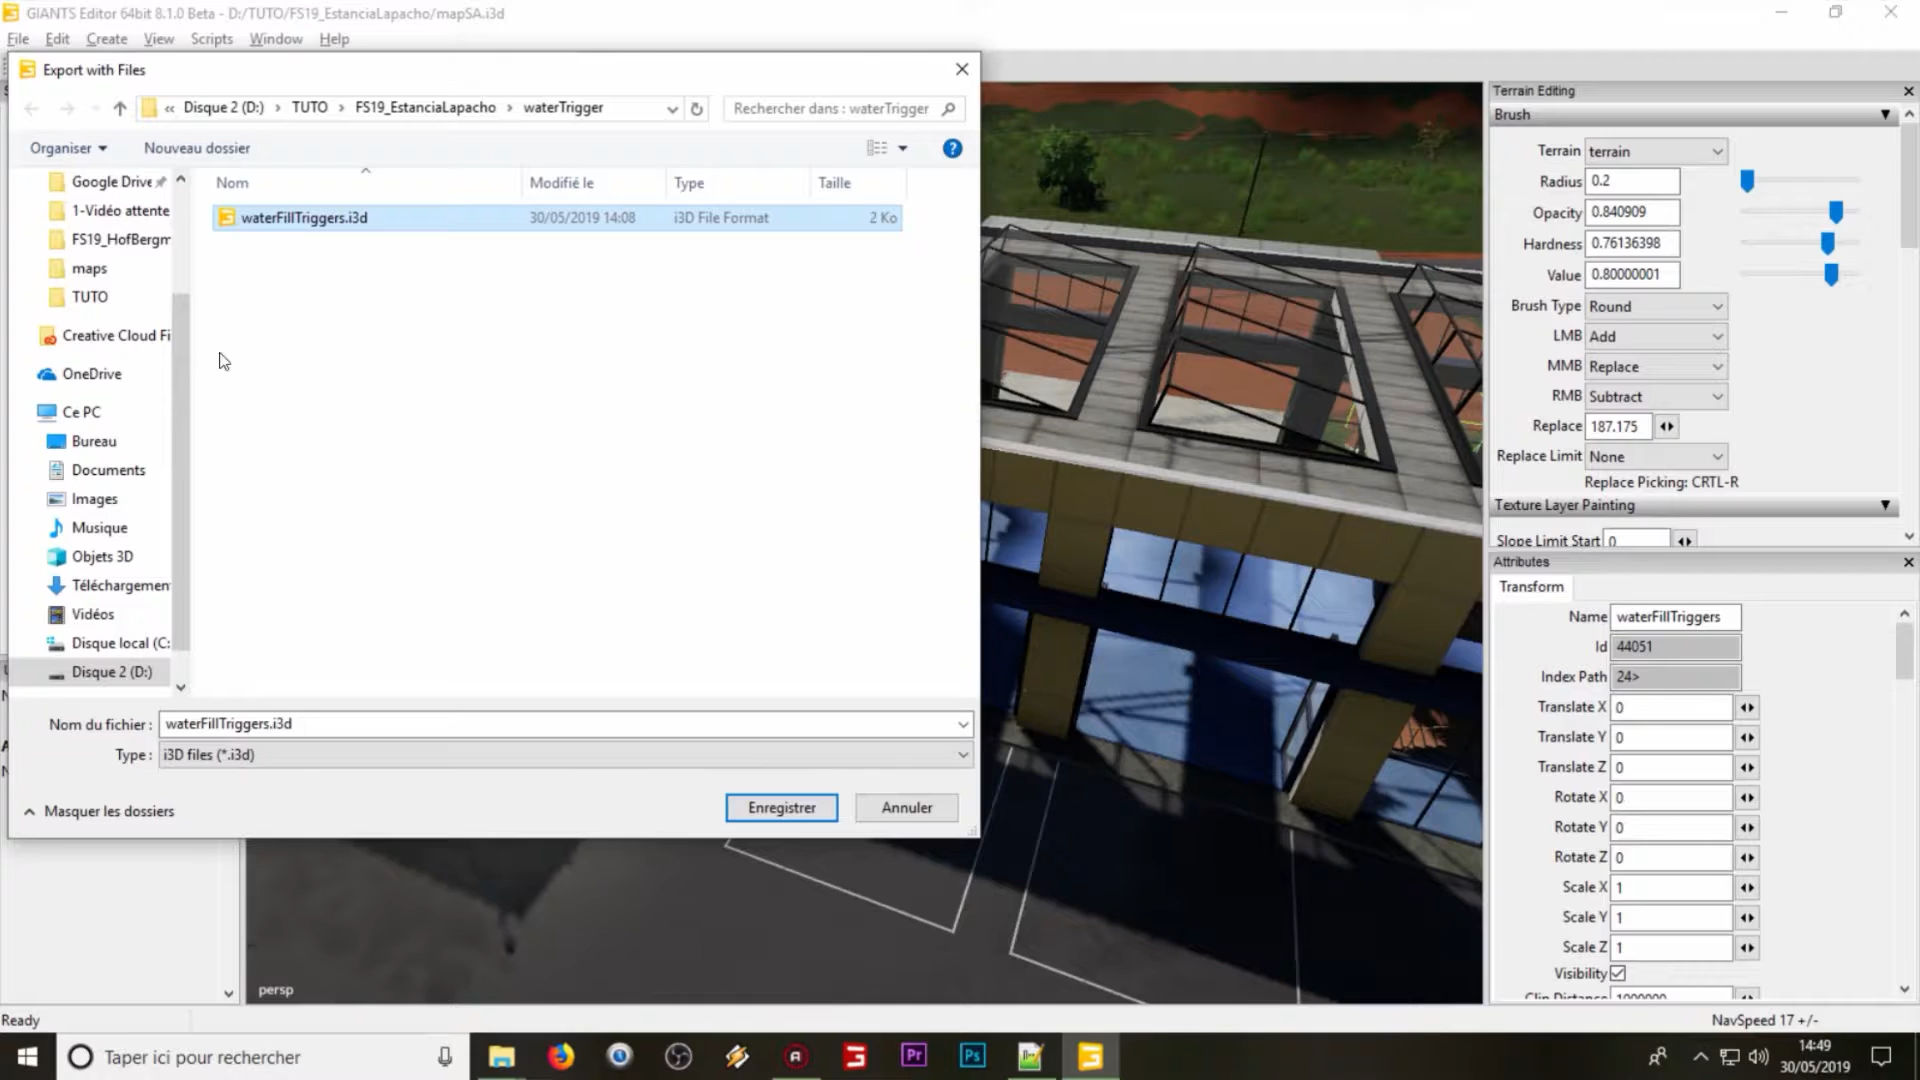 GIANTS Editor 64bit 8.1.0 Beta - D:/TUTO/FS19_EstanciaLapacho/mapSA.i3d
File Edit Create View Scripts Window Help
Export with Files
« Disque 2 (D:) › TUTO › FS19_EstanciaLapacho › waterTrigger
Rechercher dans : waterTrigger
Organiser
Nouveau dossier
Nom
Modifié le
Type
Taille
waterFillTriggers.i3d
30/05/2019 14:08
i3D File Format
2 Ko
Google Drive
1-Vidéo attente
FS19_HofBergm
maps
TUTO
Creative Cloud Fi
OneDrive
Ce PC
Bureau
Documents
Images
Musique
Objets 3D
Téléchargemen
Vidéos
Disque local (C:
Disque 2 (D:)
Nom du fichier : waterFillTriggers.i3d
Type : i3D files (*.i3d)
Masquer les dossiers
Enregistrer
Annuler
persp
Terrain Editing
Brush
Terrain terrain
Radius 0.2
Opacity 0.840909
Hardness 0.76136398
Value 0.80000001
Brush Type Round
LMB Add
MMB Replace
RMB Subtract
Replace 187.175
Replace Limit None
Replace Picking: CRTL-R
Texture Layer Painting
Slope Limit Start 0
Attributes
Transform
Name waterFillTriggers
Id 44051
Index Path 24>
Translate X 0
Translate Y 0
Translate Z 0
Rotate X 0
Rotate Y 0
Rotate Z 0
Scale X 1
Scale Y 1
Scale Z 1
Visibility
Clip Distance 1000000
Ready
NavSpeed 17 +/-
Taper ici pour rechercher
Pr
Ps
14:49
30/05/2019